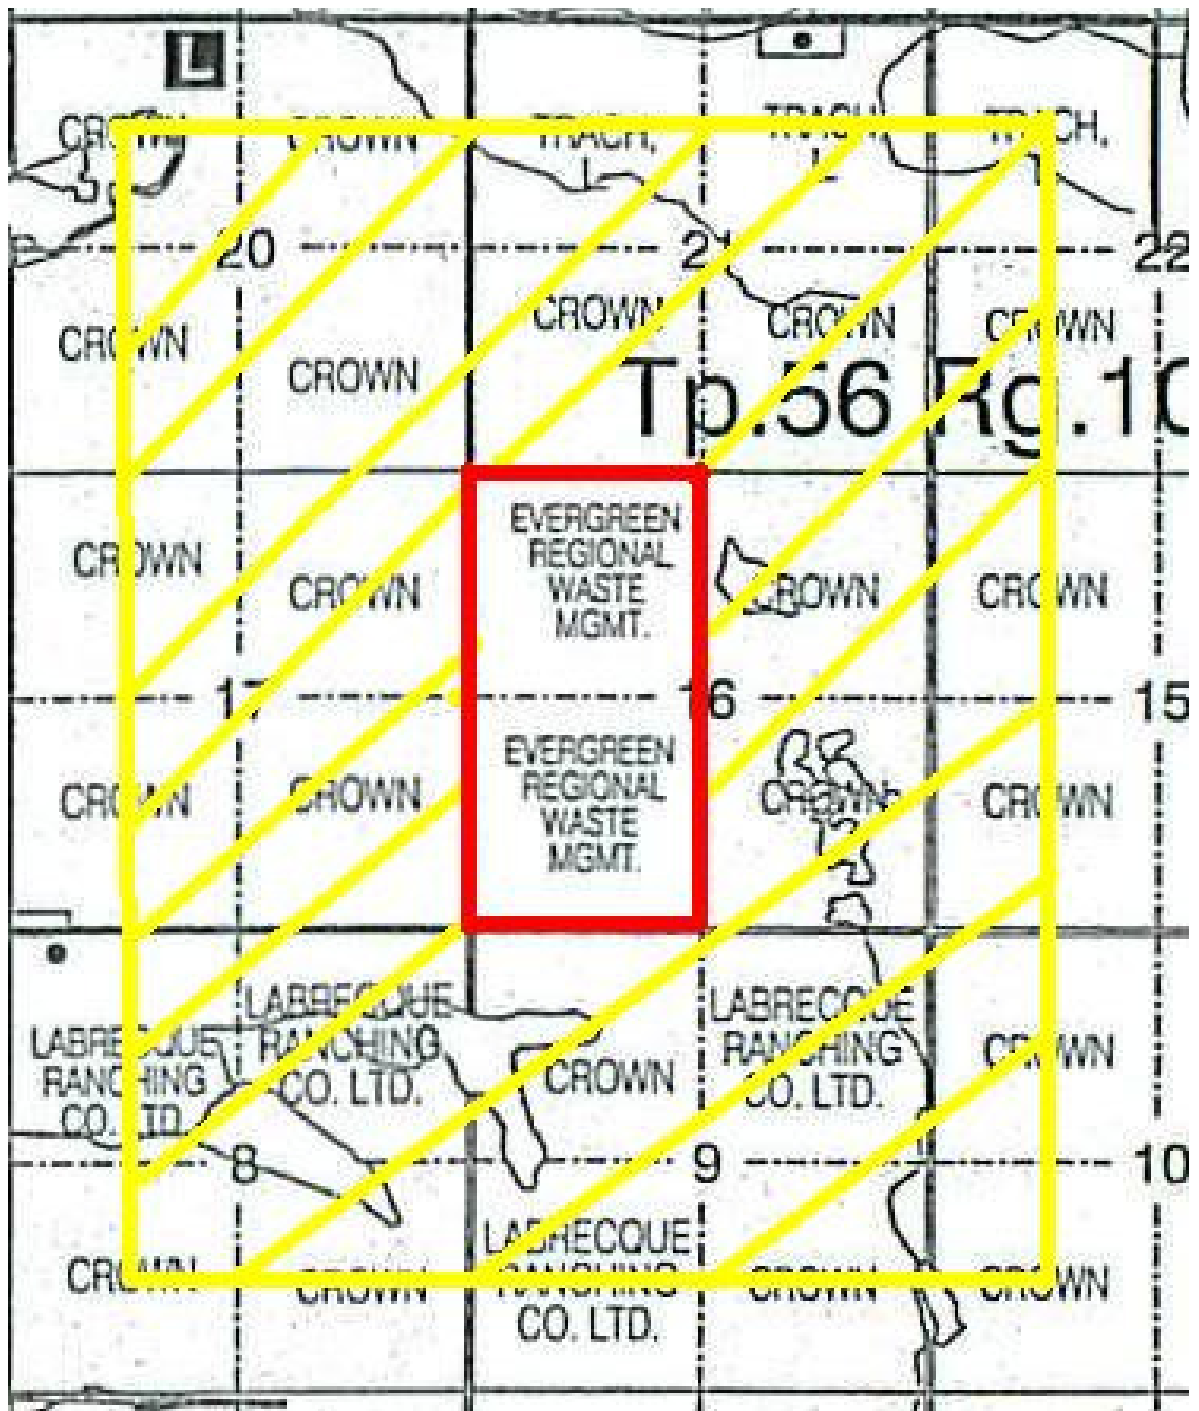 L
CROWN
CROWN
TRACH,
L
TRACH,
L
TRACH,
L
20
21
22
CROWN
CROWN
CROWN
CROWN
CROWN
Tp.56 Rg.10
CROWN
CROWN
EVERGREEN
REGIONAL
WASTE
MGMT.
CROWN
CROWN
17
16
15
CROWN
CROWN
EVERGREEN
REGIONAL
WASTE
MGMT.
CROWN
CROWN
LABRECQUE
RANCHING
CO. LTD.
LABRECQUE
RANCHING
CO. LTD.
CROWN
LABRECQUE
RANCHING
CO. LTD.
CROWN
8
9
10
CROWN
CROWN
LABRECQUE
RANCHING
CO. LTD.
CROWN
CROWN